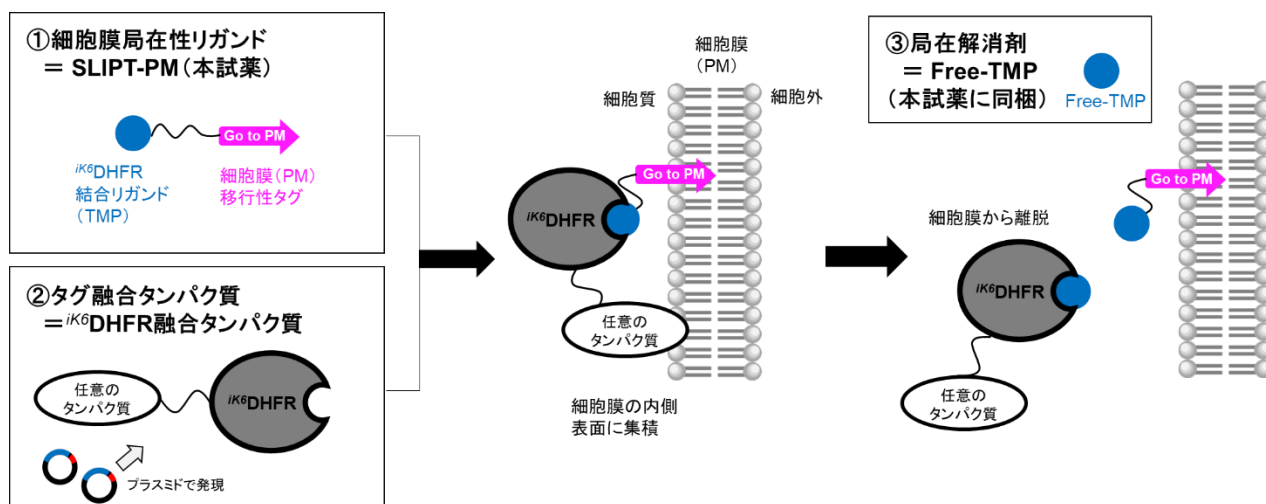 ①細胞膜局在性リガンド
= SLIPT-PM(本試薬)
Go to PM
iK6DHFR
結合リガンド
(TMP)
細胞膜(PM)
移行性タグ
②タグ融合タンパク質
=iK6DHFR融合タンパク質
任意の
タンパク質
iK6DHFR
プラスミドで発現
細胞膜
(PM)
細胞質
細胞外
Go to PM
iK6DHFR
任意の
タンパク質
細胞膜の内側
表面に集積
③局在解消剤
= Free-TMP
(本試薬に同梱)
Free-TMP
Go to PM
細胞膜から離脱
iK6DHFR
任意の
タンパク質